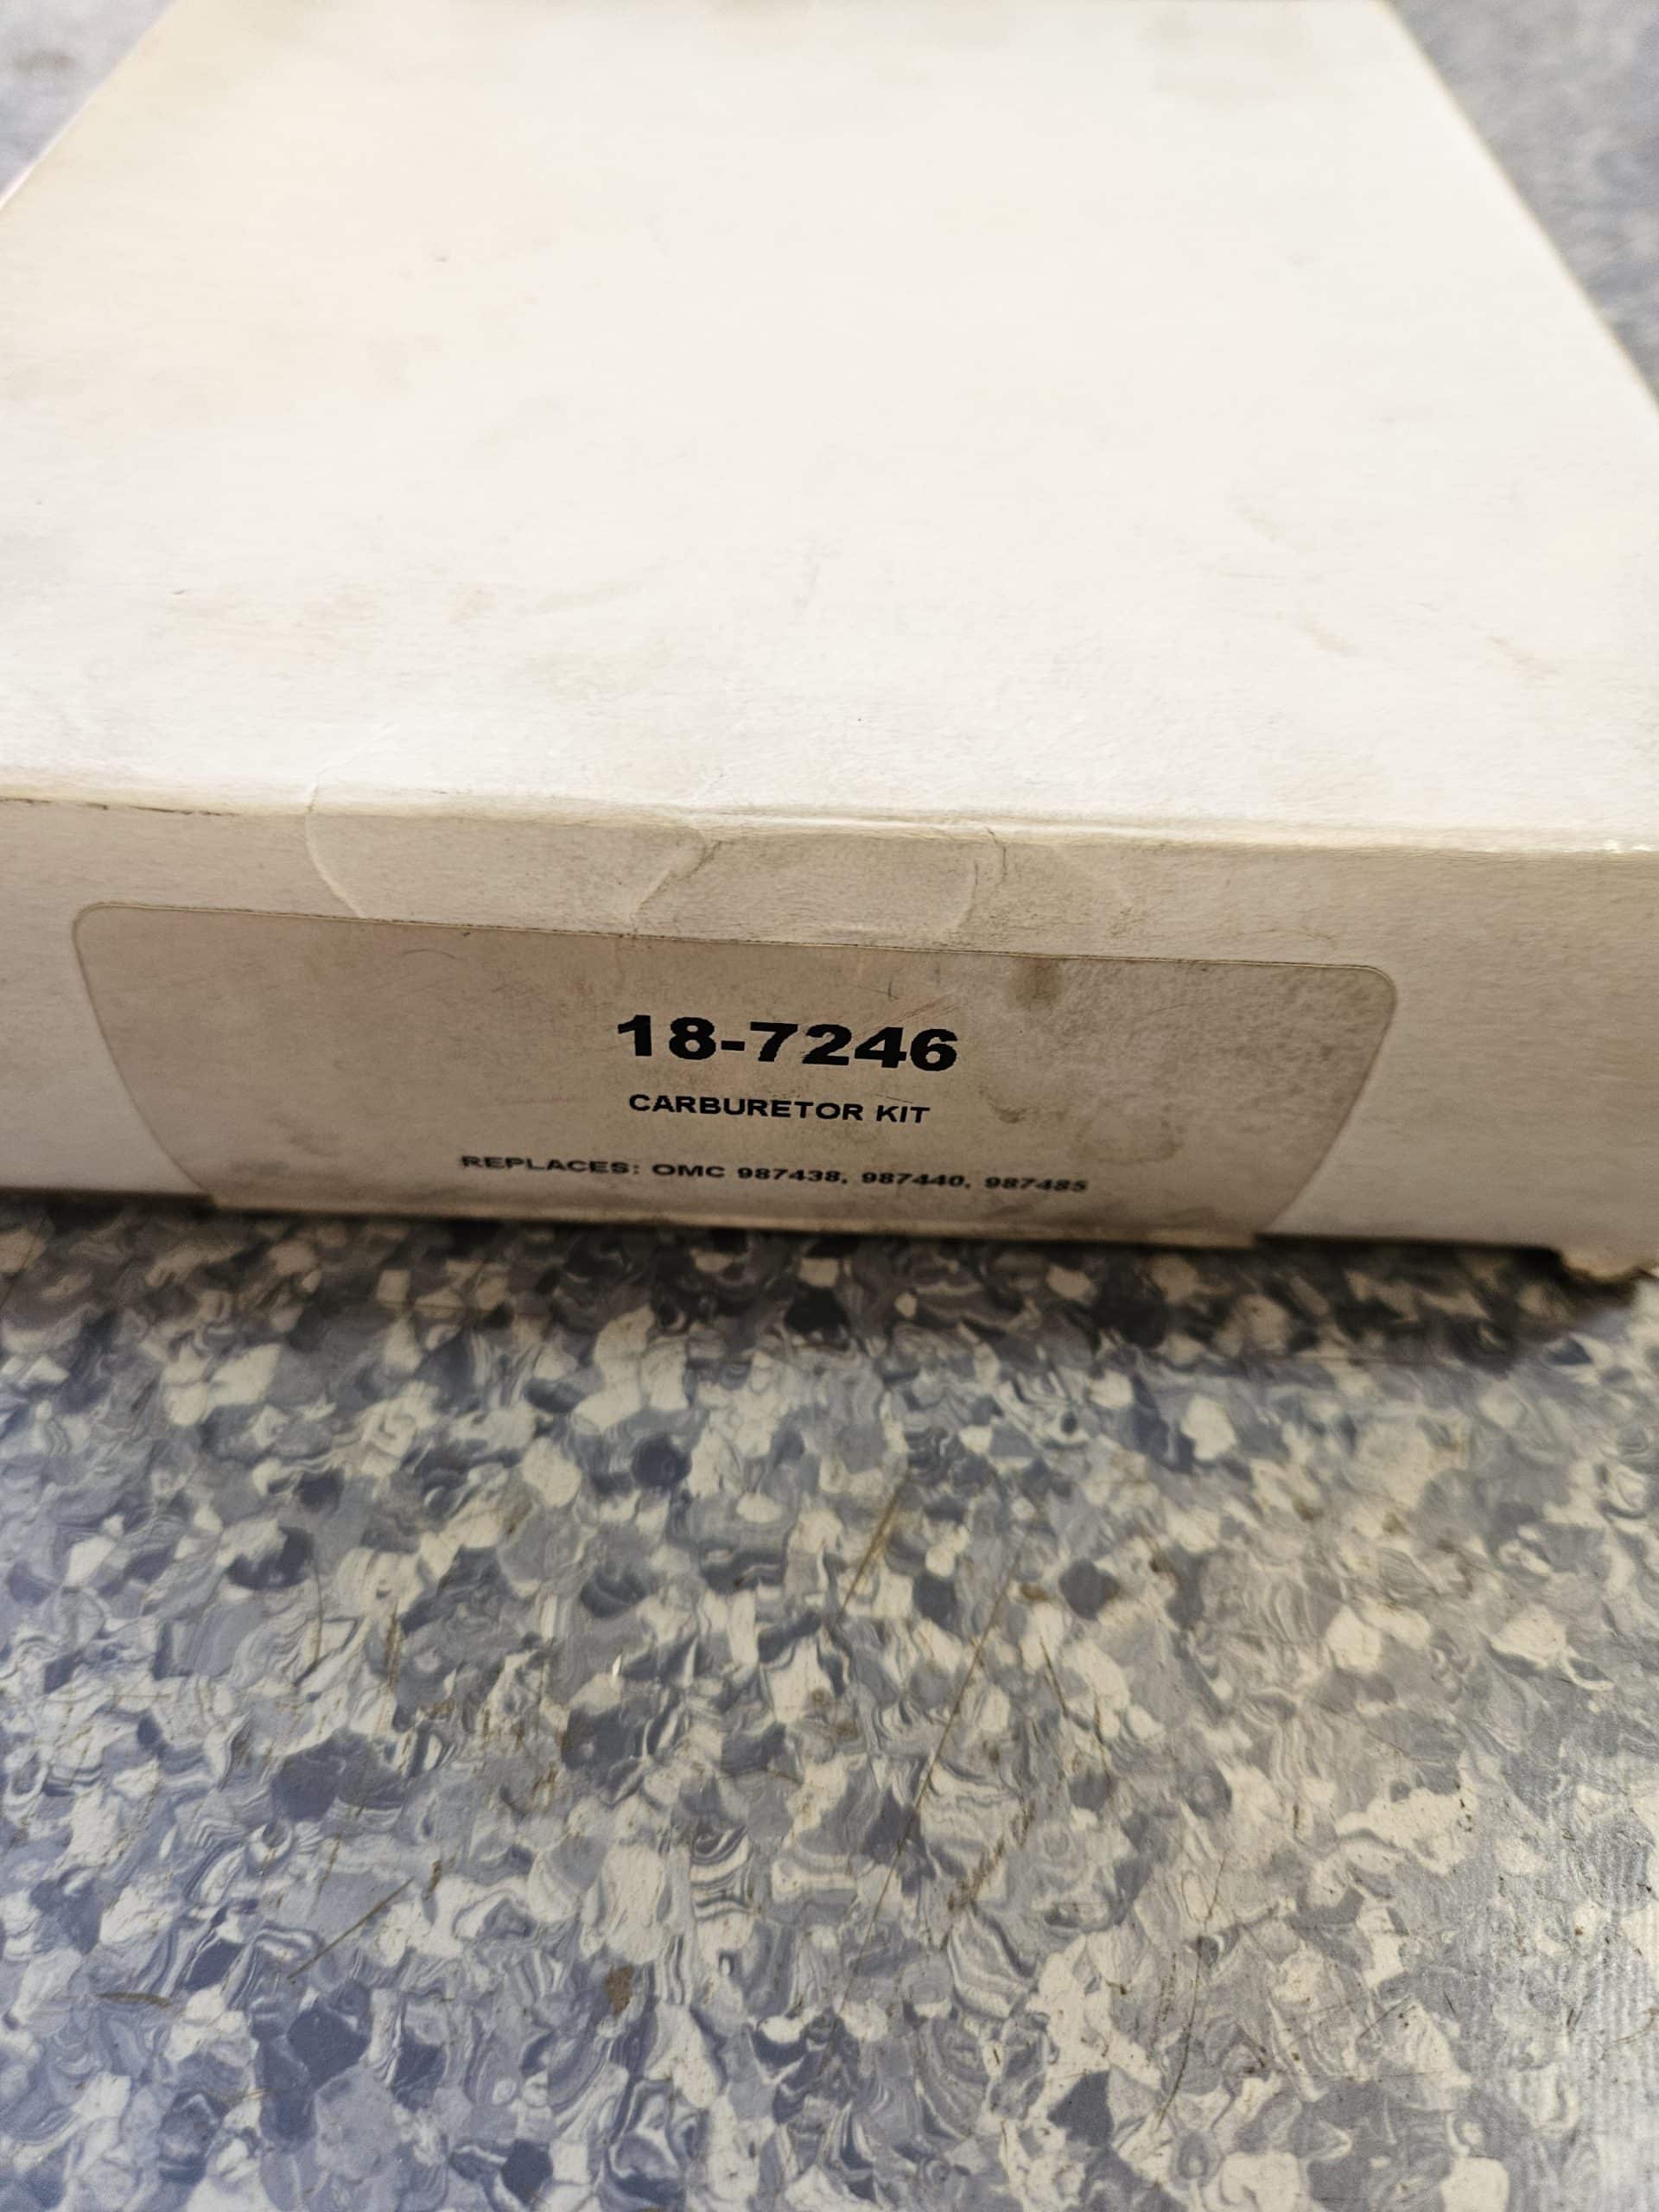 18-7246
CARBURETOR KIT
REPLACES: OMC 987438, 987440, 987485